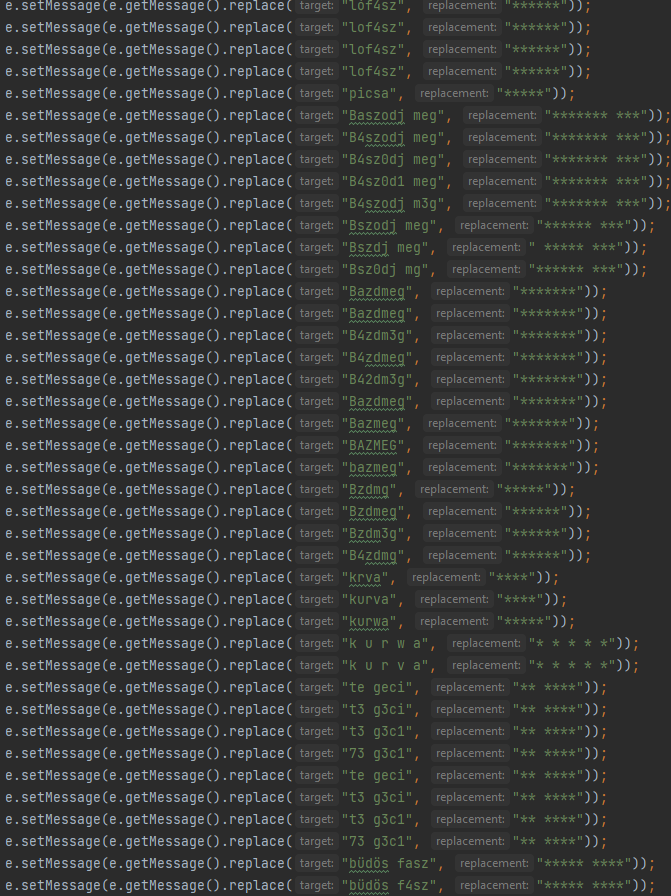 e.setMessage(e.getMessage().replace( target: "lóf4sz", replacement: "******"));
e.setMessage(e.getMessage().replace( target: "lof4sz", replacement: "******"));
e.setMessage(e.getMessage().replace( target: "lof4sz", replacement: "******"));
e.setMessage(e.getMessage().replace( target: "lof4sz", replacement: "******"));
e.setMessage(e.getMessage().replace( target: "picsa", replacement: "*****"));
e.setMessage(e.getMessage().replace( target: "Baszodj meg", replacement: "******* ***"));
e.setMessage(e.getMessage().replace( target: "B4szodj meg", replacement: "******* ***"));
e.setMessage(e.getMessage().replace( target: "B4sz0dj meg", replacement: "******* ***"));
e.setMessage(e.getMessage().replace( target: "B4sz0d1 meg", replacement: "******* ***"));
e.setMessage(e.getMessage().replace( target: "B4szodj m3g", replacement: "******* ***"));
e.setMessage(e.getMessage().replace( target: "Bszodj meg", replacement: "****** ***"));
e.setMessage(e.getMessage().replace( target: "Bszdj meg", replacement: " ***** ***"));
e.setMessage(e.getMessage().replace( target: "Bsz0dj mg", replacement: "****** ***"));
e.setMessage(e.getMessage().replace( target: "Bazdmeg", replacement: "*******"));
e.setMessage(e.getMessage().replace( target: "Bazdmeg", replacement: "*******"));
e.setMessage(e.getMessage().replace( target: "B4zdm3g", replacement: "*******"));
e.setMessage(e.getMessage().replace( target: "B4zdmeg", replacement: "*******"));
e.setMessage(e.getMessage().replace( target: "B42dm3g", replacement: "*******"));
e.setMessage(e.getMessage().replace( target: "Bazdmeg", replacement: "*******"));
e.setMessage(e.getMessage().replace( target: "Bazmeg", replacement: "*******"));
e.setMessage(e.getMessage().replace( target: "BAZMEG", replacement: "*******"));
e.setMessage(e.getMessage().replace( target: "bazmeg", replacement: "*******"));
e.setMessage(e.getMessage().replace( target: "Bzdmg", replacement: "*****"));
e.setMessage(e.getMessage().replace( target: "Bzdmeg", replacement: "******"));
e.setMessage(e.getMessage().replace( target: "Bzdm3g", replacement: "******"));
e.setMessage(e.getMessage().replace( target: "B4zdmg", replacement: "******"));
e.setMessage(e.getMessage().replace( target: "krva", replacement: "****"));
e.setMessage(e.getMessage().replace( target: "kurva", replacement: "****"));
e.setMessage(e.getMessage().replace( target: "kurwa", replacement: "*****"));
e.setMessage(e.getMessage().replace( target: "k u r w a", replacement: "* * * * *"));
e.setMessage(e.getMessage().replace( target: "k u r v a", replacement: "* * * * *"));
e.setMessage(e.getMessage().replace( target: "te geci", replacement: "** ****"));
e.setMessage(e.getMessage().replace( target: "t3 g3ci", replacement: "** ****"));
e.setMessage(e.getMessage().replace( target: "t3 g3c1", replacement: "** ****"));
e.setMessage(e.getMessage().replace( target: "73 g3c1", replacement: "** ****"));
e.setMessage(e.getMessage().replace( target: "te geci", replacement: "** ****"));
e.setMessage(e.getMessage().replace( target: "t3 g3ci", replacement: "** ****"));
e.setMessage(e.getMessage().replace( target: "t3 g3c1", replacement: "** ****"));
e.setMessage(e.getMessage().replace( target: "73 g3c1", replacement: "** ****"));
e.setMessage(e.getMessage().replace( target: "büdös fasz", replacement: "***** ****"));
e.setMessage(e.getMessage().replace( target: "büdös f4sz", replacement: "***** ****"));